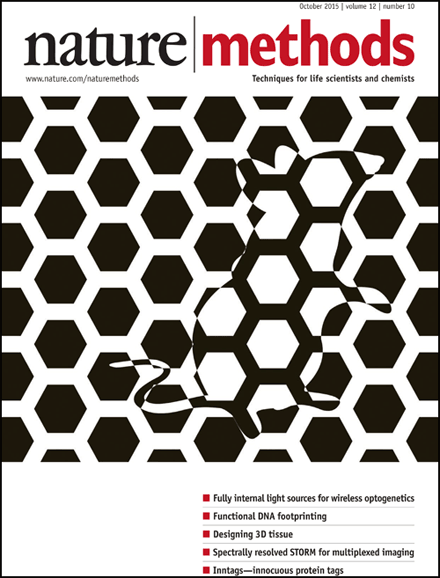 October 2015 | volume 12 | number 10
nature methods
www.nature.com/naturemethods
Techniques for life scientists and chemists
Fully internal light sources for wireless optogenetics
Functional DNA footprinting
Designing 3D tissue
Spectrally resolved STORM for multiplexed imaging
Inntags—innocuous protein tags